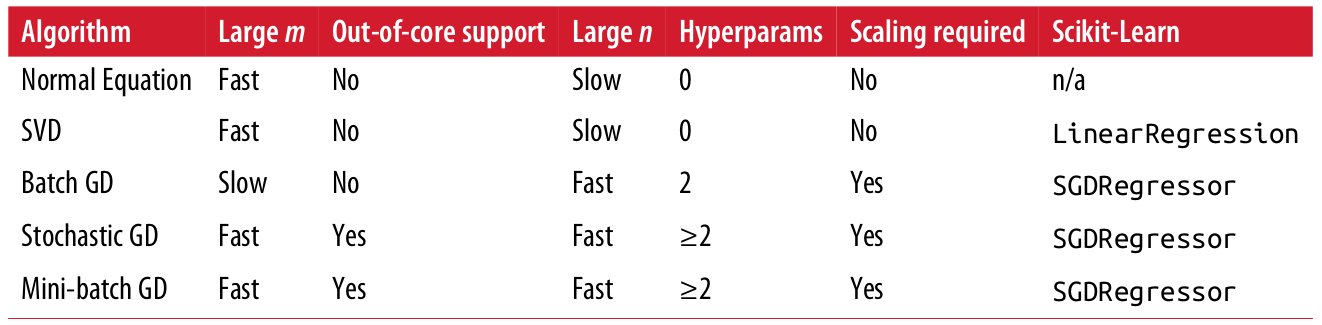 Algorithm Large m Out-of-core support Large n Hyperparams Scaling required Scikit-Learn
Normal Equation Fast No Slow 0 No n/a
SVD Fast No Slow 0 No LinearRegression
Batch GD Slow No Fast 2 Yes SGDRegressor
Stochastic GD Fast Yes Fast ≥2 Yes SGDRegressor
Mini-batch GD Fast Yes Fast ≥2 Yes SGDRegressor